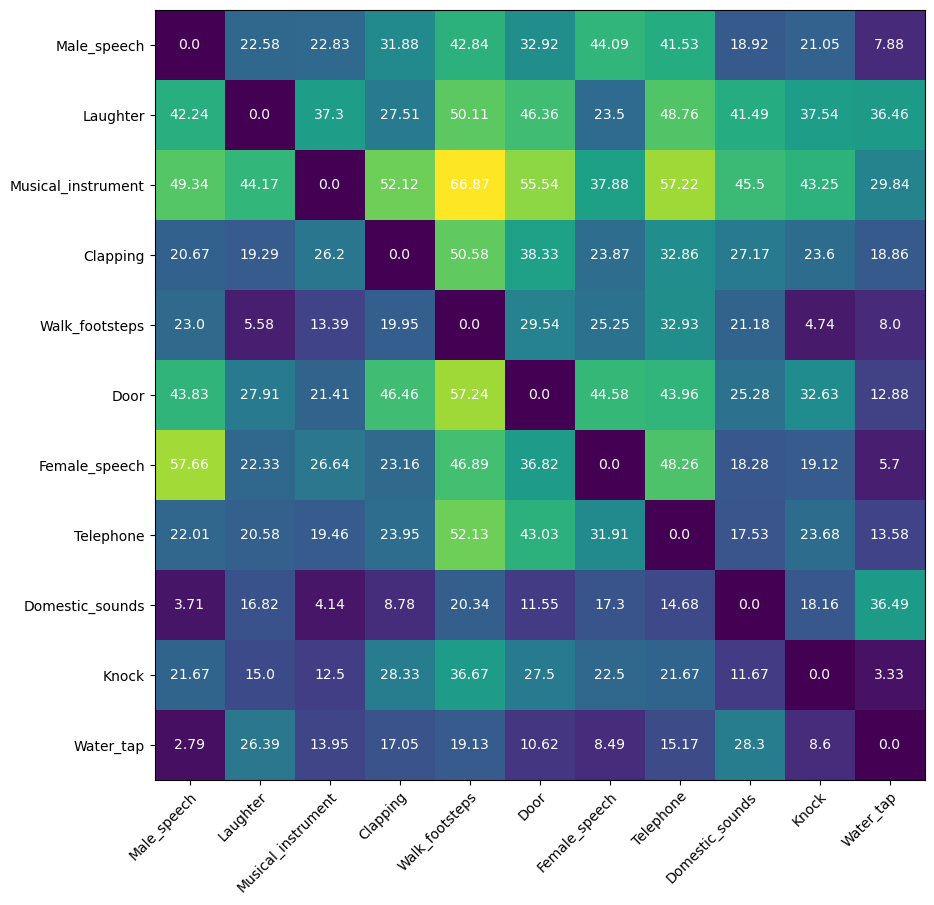 Male_speech 0.0 22.58 22.83 31.88 42.84 32.92 44.09 41.53 18.92 21.05 7.88
Laughter 42.24 0.0 37.3 27.51 50.11 46.36 23.5 48.76 41.49 37.54 36.46
Musical_instrument 49.34 44.17 0.0 52.12 66.87 55.54 37.88 57.22 45.5 43.25 29.84
Clapping 20.67 19.29 26.2 0.0 50.58 38.33 23.87 32.86 27.17 23.6 18.86
Walk_footsteps 23.0 5.58 13.39 19.95 0.0 29.54 25.25 32.93 21.18 4.74 8.0
Door 43.83 27.91 21.41 46.46 57.24 0.0 44.58 43.96 25.28 32.63 12.88
Female_speech 57.66 22.33 26.64 23.16 46.89 36.82 0.0 48.26 18.28 19.12 5.7
Telephone 22.01 20.58 19.46 23.95 52.13 43.03 31.91 0.0 17.53 23.68 13.58
Domestic_sounds 3.71 16.82 4.14 8.78 20.34 11.55 17.3 14.68 0.0 18.16 36.49
Knock 21.67 15.0 12.5 28.33 36.67 27.5 22.5 21.67 11.67 0.0 3.33
Water_tap 2.79 26.39 13.95 17.05 19.13 10.62 8.49 15.17 28.3 8.6 0.0
Male_speech Laughter Musical_instrument Clapping Walk_footsteps Door Female_speech Telephone Domestic_sounds Knock Water_tap